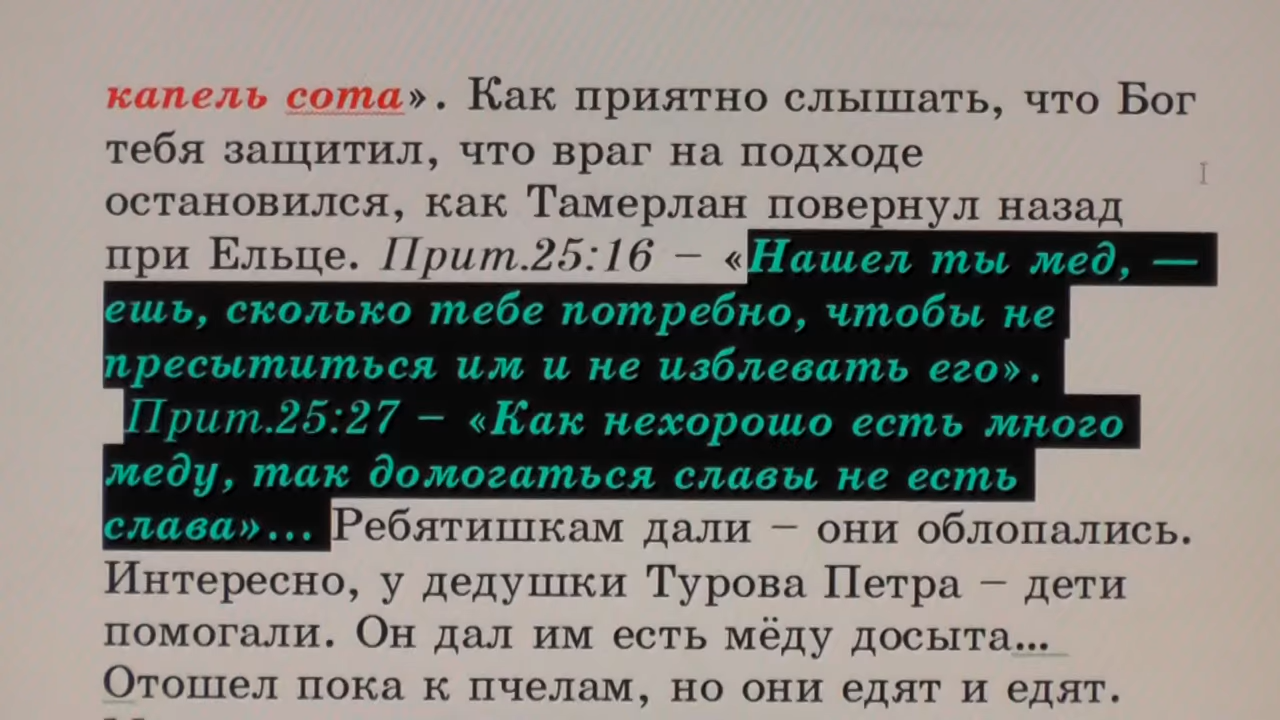 капель сота». Как приятно слышать, что Бог
тебя защитил, что враг на подходе
остановился, как Тамерлан повернул назад
при Ельце. Прит.25:16 – «Нашел ты мед, —
ешь, сколько тебе потребно, чтобы не
пресытиться им и не изблевать его».
Прит.25:27 – «Как нехорошо есть много
меду, так домогаться славы не есть
слава»... Ребятишкам дали – они облопались.
Интересно, у дедушки Турова Петра – дети
помогали. Он дал им есть мёду досыта...
Отошел пока к пчелам, но они едят и едят.